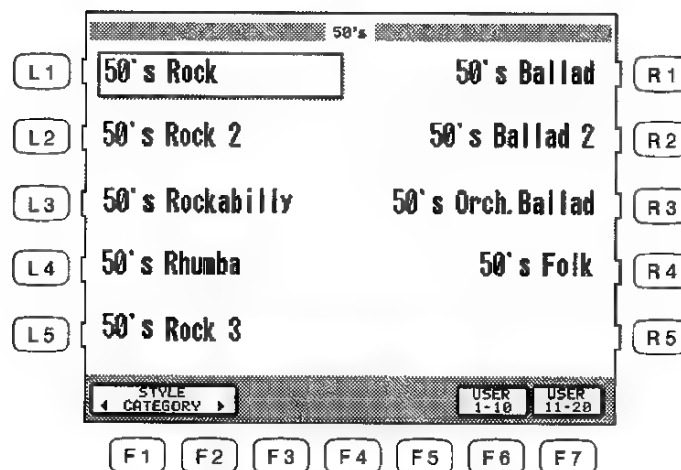 50's
L1 50's Rock 50's Ballad R1
L2 50's Rock 2 50's Ballad 2 R2
L3 50's Rockabilly 50's Orch.Ballad R3
L4 50's Rhumba 50's Folk R4
L5 50's Rock 3 R5
STYLE USER USER
◄ CATEGORY ► 1-10 11-20
F1 F2 F3 F4 F5 F6 F7